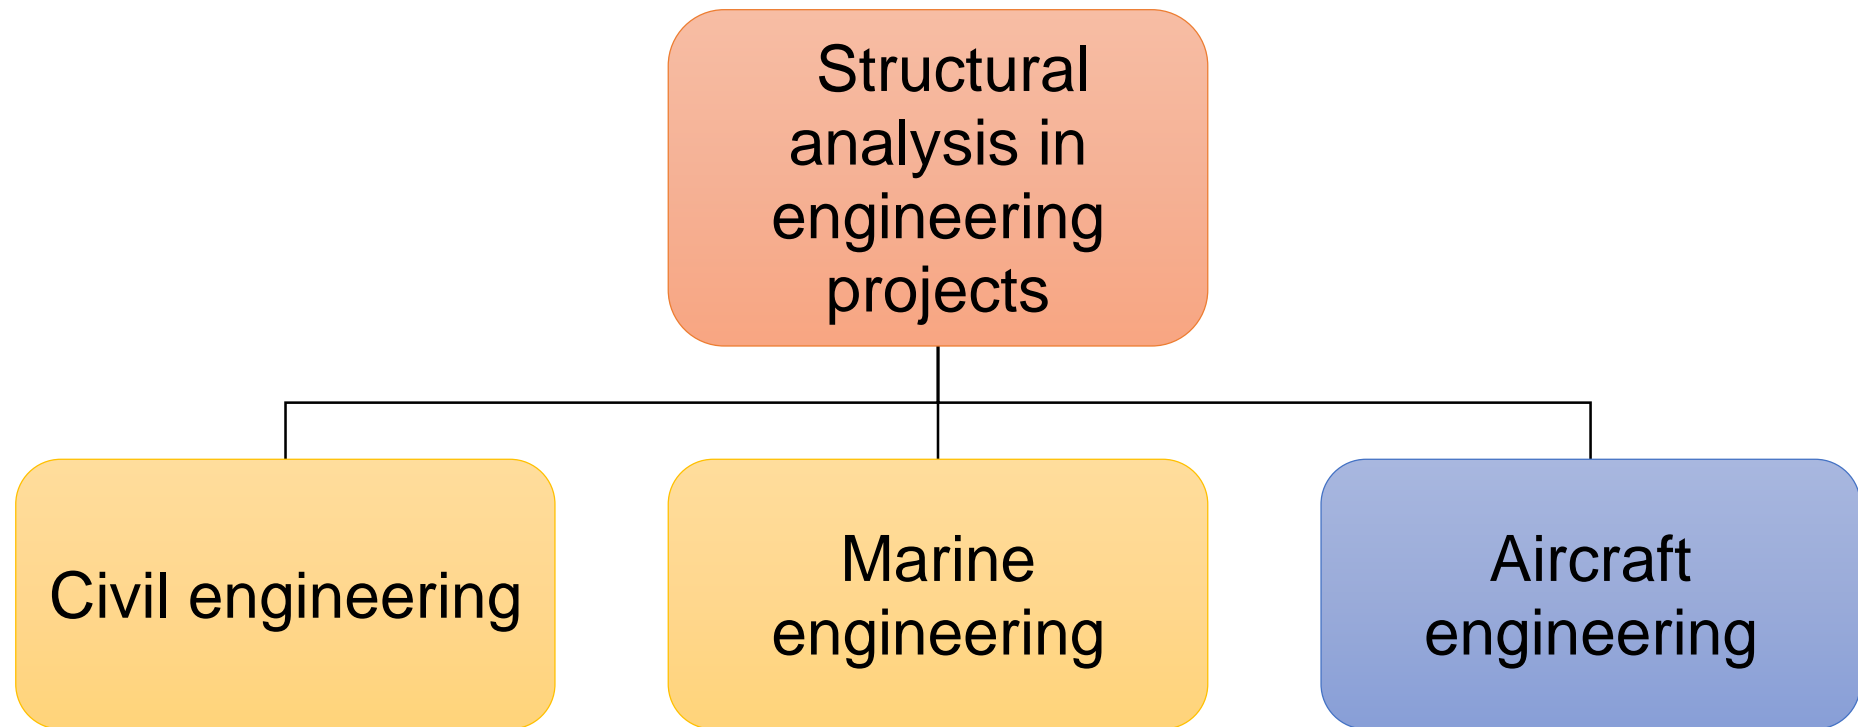 Structural
analysis in
engineering
projects
Civil engineering
Marine
engineering
Aircraft
engineering